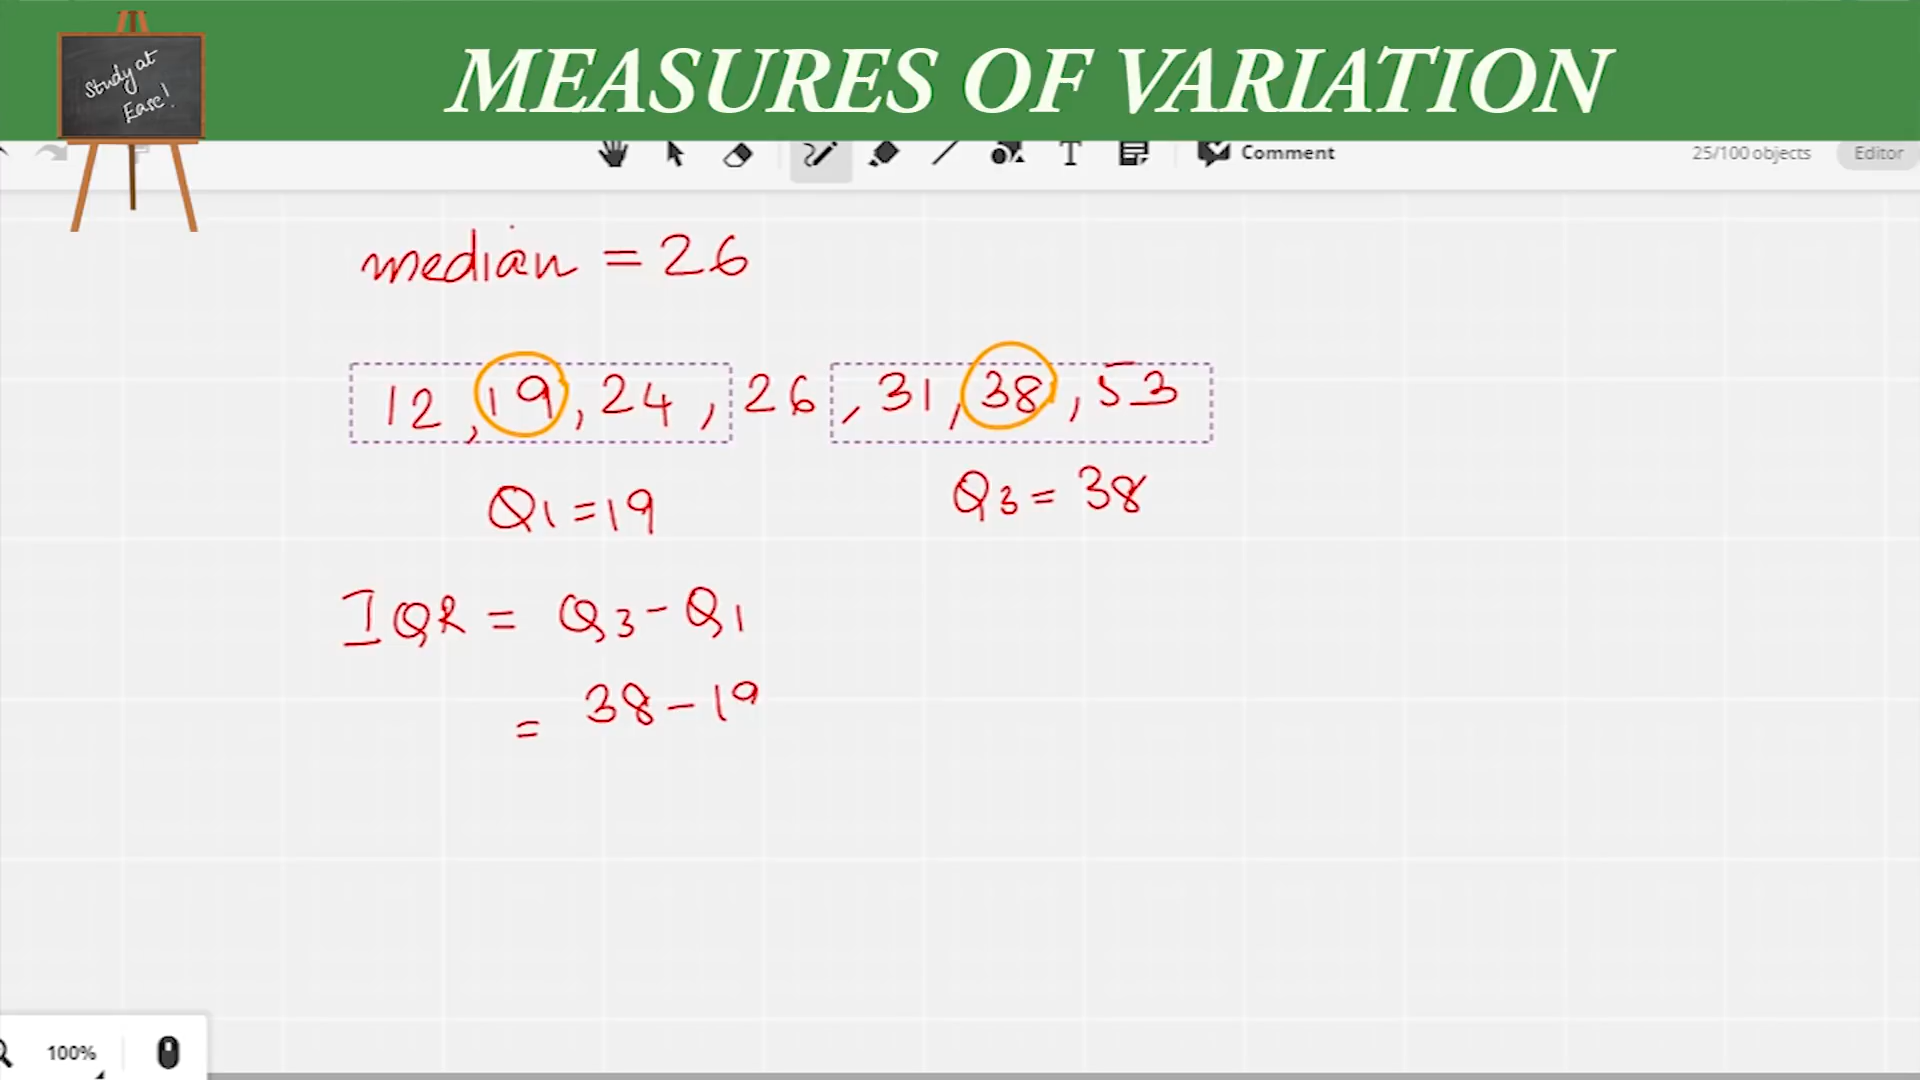 Study at
Ease!
MEASURES OF VARIATION
T
Comment
25/100 objects
Editor
median = 26
12, 19, 24, 26, 31, 38, 53
Q1 = 19
Q3 = 38
IQR = Q3 - Q1
= 38 - 19
100%